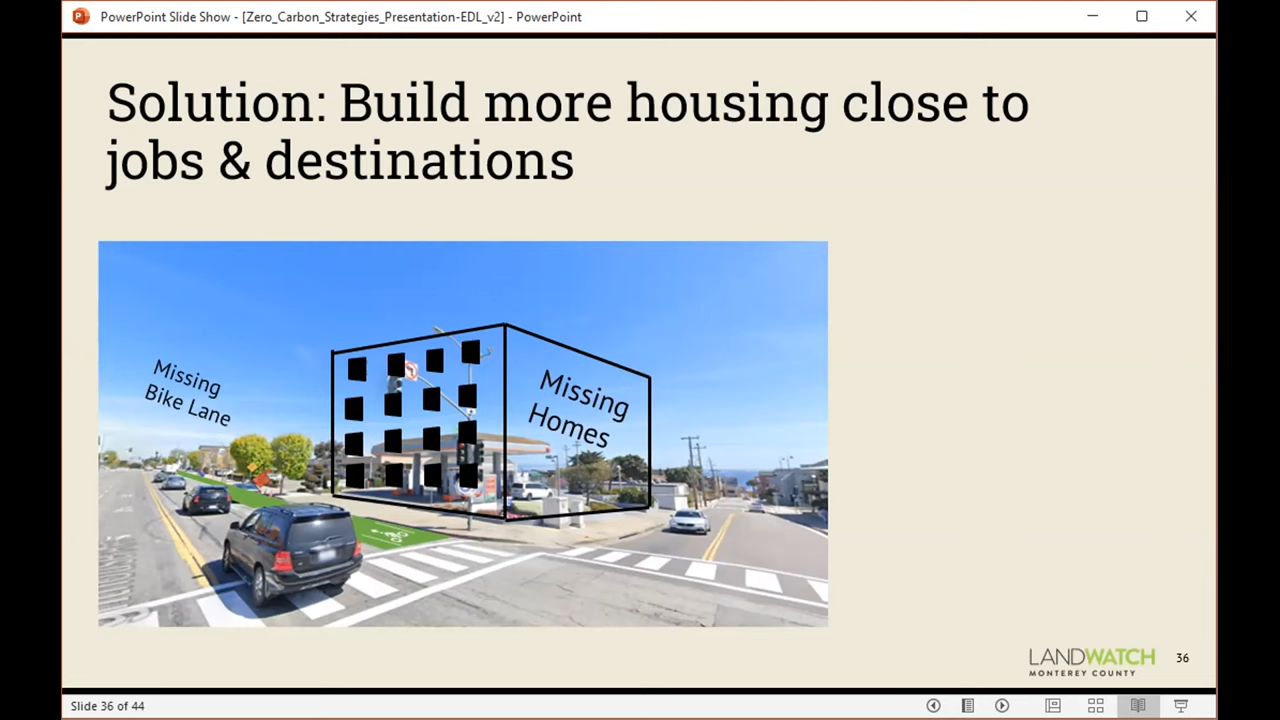 PowerPoint Slide Show - [Zero_Carbon_Strategies_Presentation-EDL_v2] - PowerPoint
Solution: Build more housing close to
jobs & destinations
Missing
Bike Lane
Missing
Homes
LANDWATCH
MONTEREY COUNTY
36
Slide 36 of 44